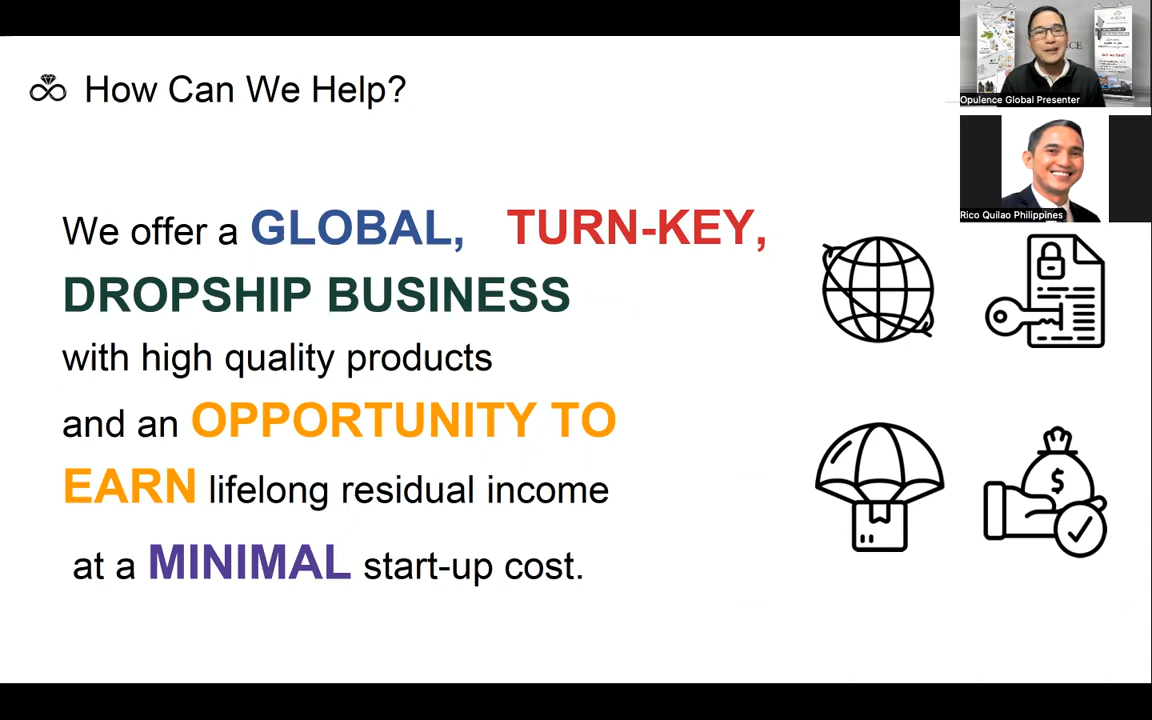 How Can We Help?
We offer a GLOBAL, TURN-KEY,
DROPSHIP BUSINESS
with high quality products
and an OPPORTUNITY TO
EARN lifelong residual income
at a MINIMAL start-up cost.
$
Opulence Global Presenter
Rico Quilao Philippines